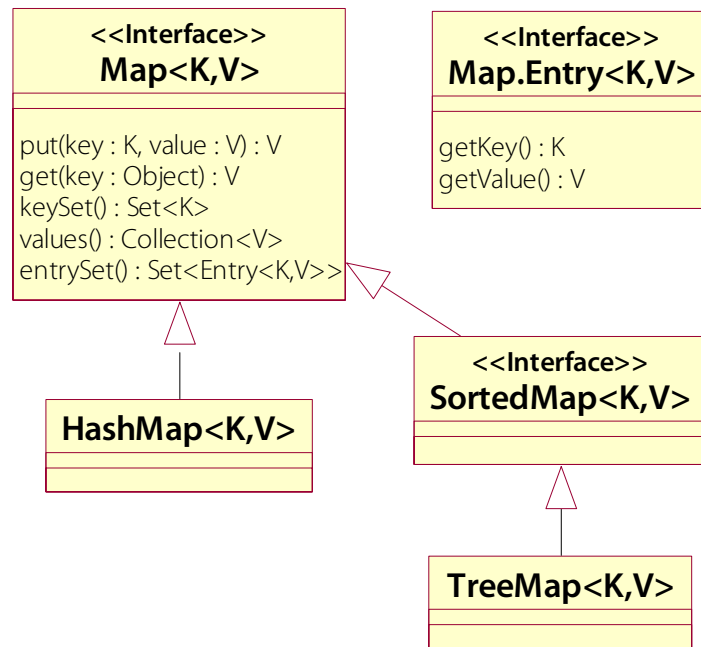 <<Interface>>
Map<K,V>
put(key : K, value : V) : V
get(key : Object) : V
keySet() : Set<K>
values() : Collection<V>
entrySet() : Set<Entry<K,V>>
<<Interface>>
Map.Entry<K,V>
getKey() : K
getValue() : V
<<Interface>>
SortedMap<K,V>
HashMap<K,V>
TreeMap<K,V>